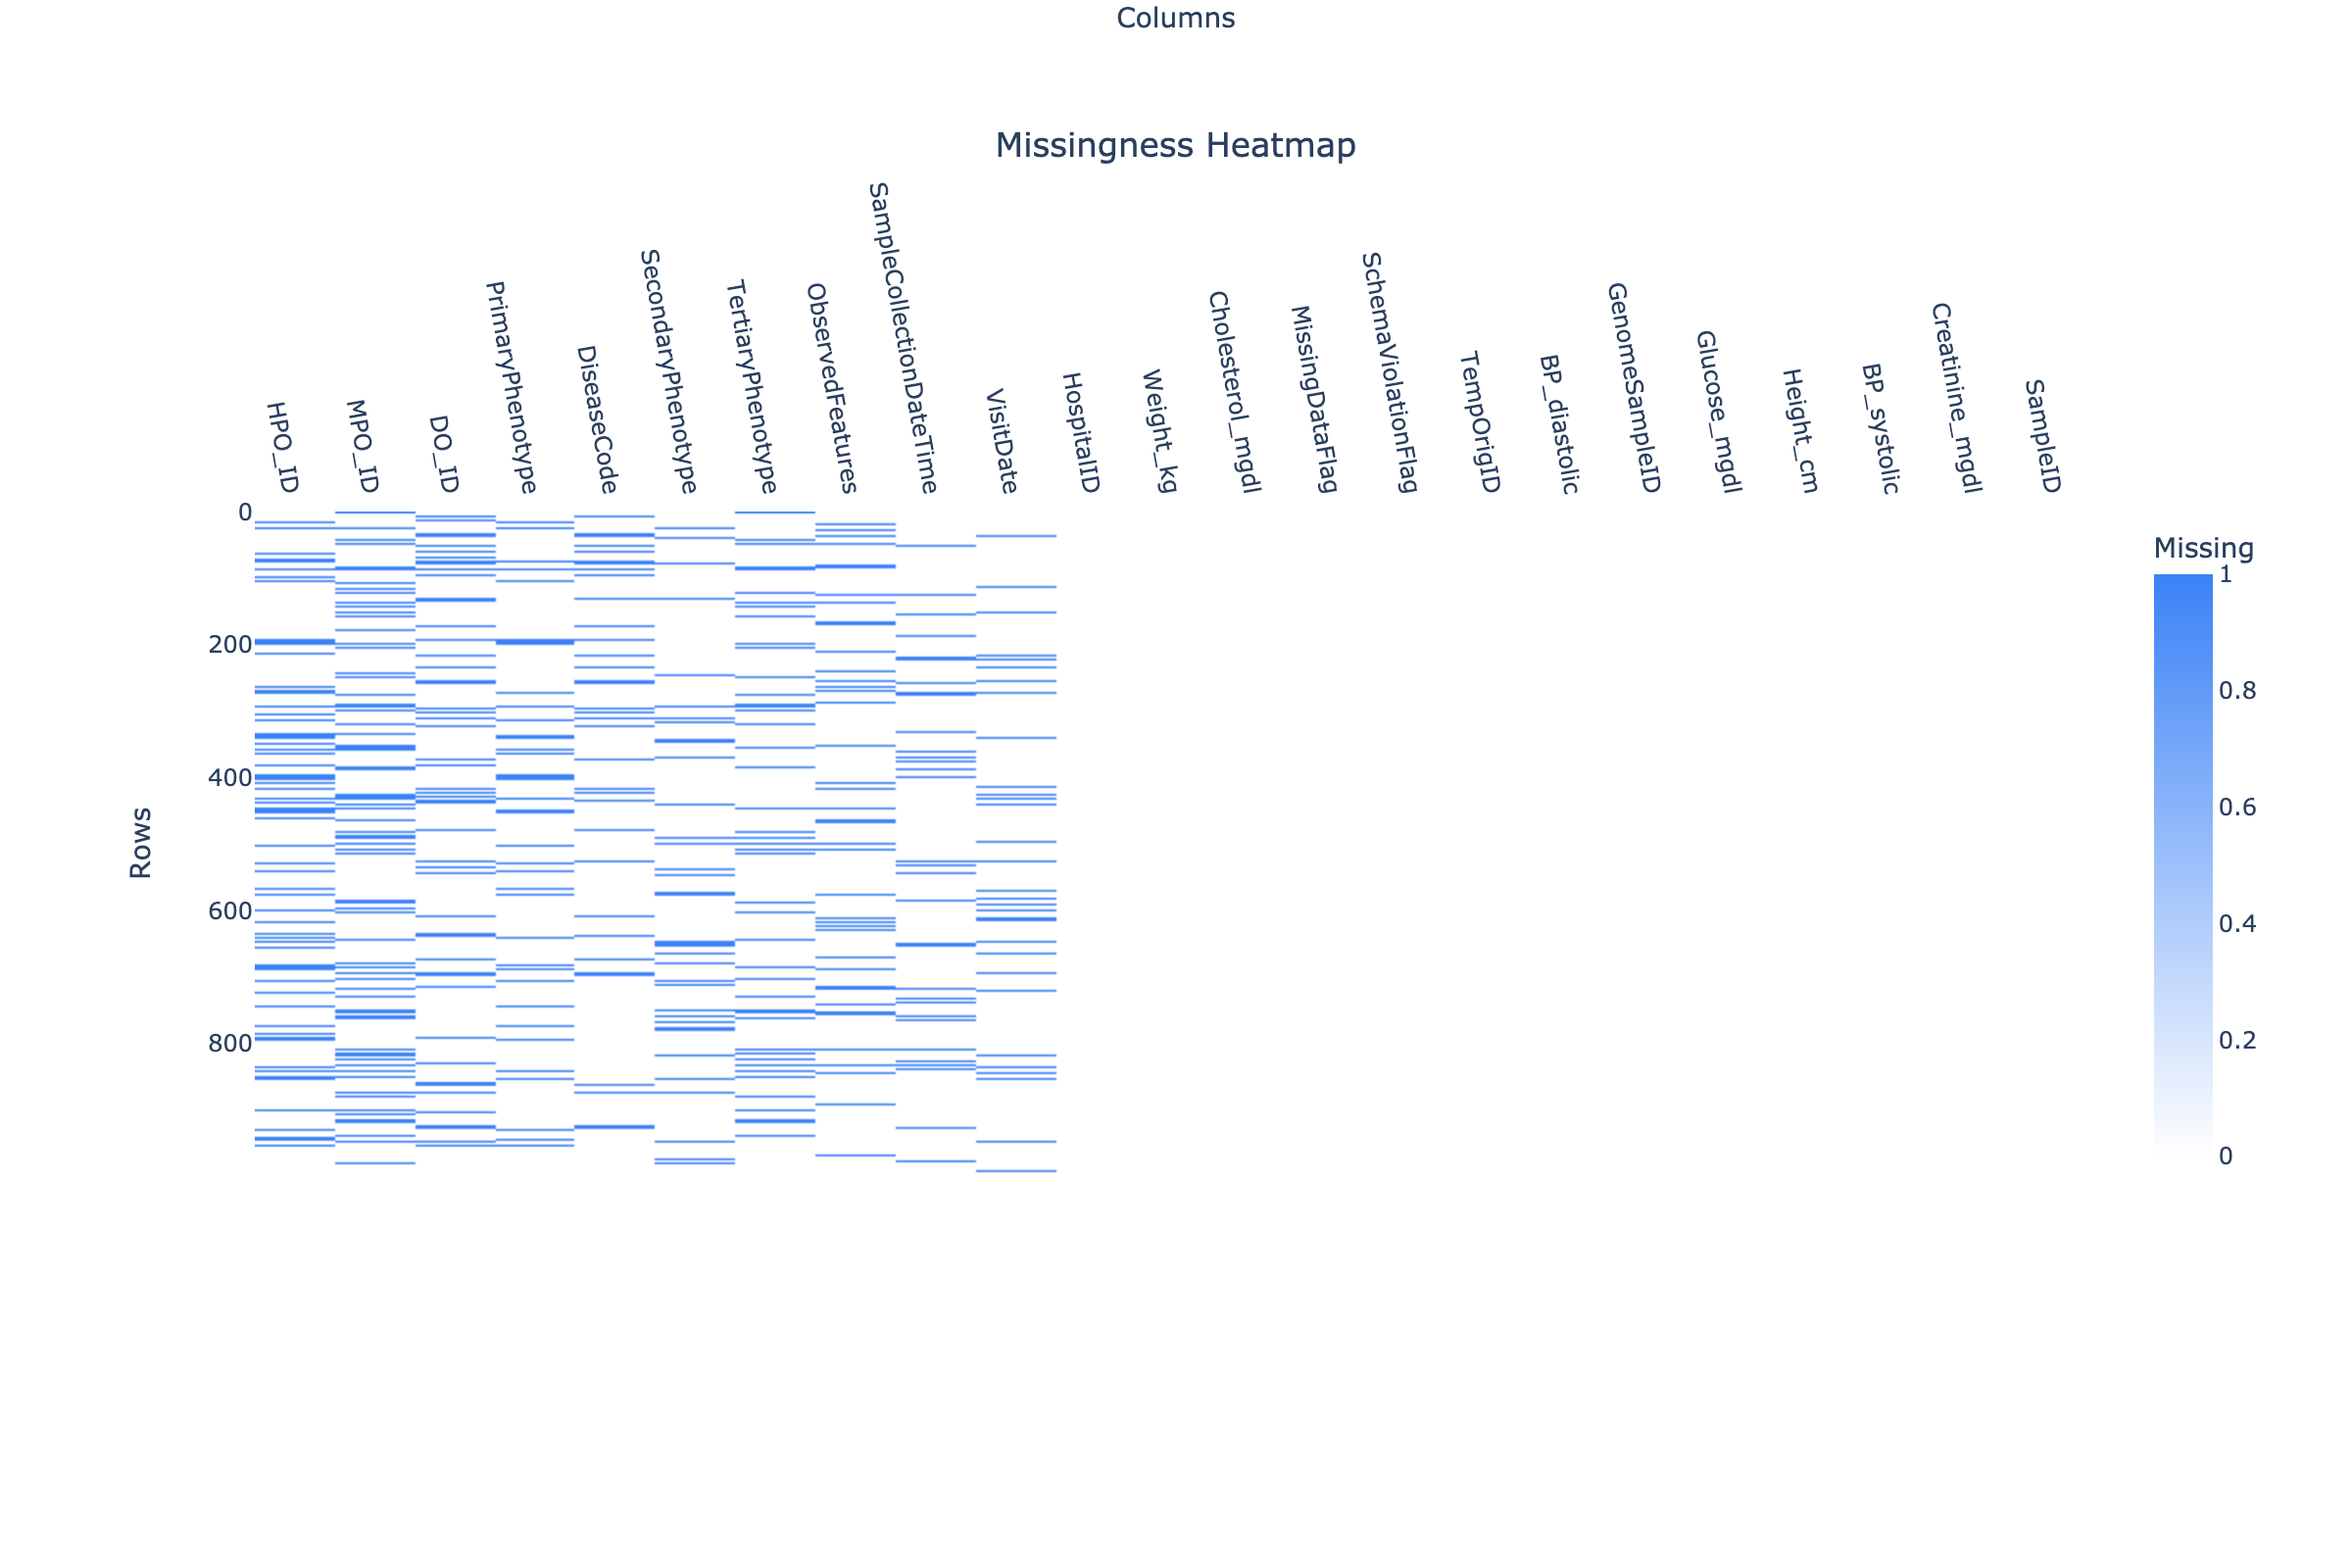 Columns
Missingness Heatmap
HPO_ID
MPO_ID
DO_ID
PrimaryPhenotype
DiseaseCode
SecondaryPhenotype
TertiaryPhenotype
ObservedFeatures
SampleCollectionDateTime
VisitDate
HospitalID
Weight_kg
Cholesterol_mgdl
MissingDataFlag
SchemaViolationFlag
TempOrigID
BP_diastolic
GenomeSampleID
Glucose_mgdl
Height_cm
BP_systolic
Creatinine_mgdl
SampleID
0
200
400
600
800
Rows
Missing
1
0.8
0.6
0.4
0.2
0